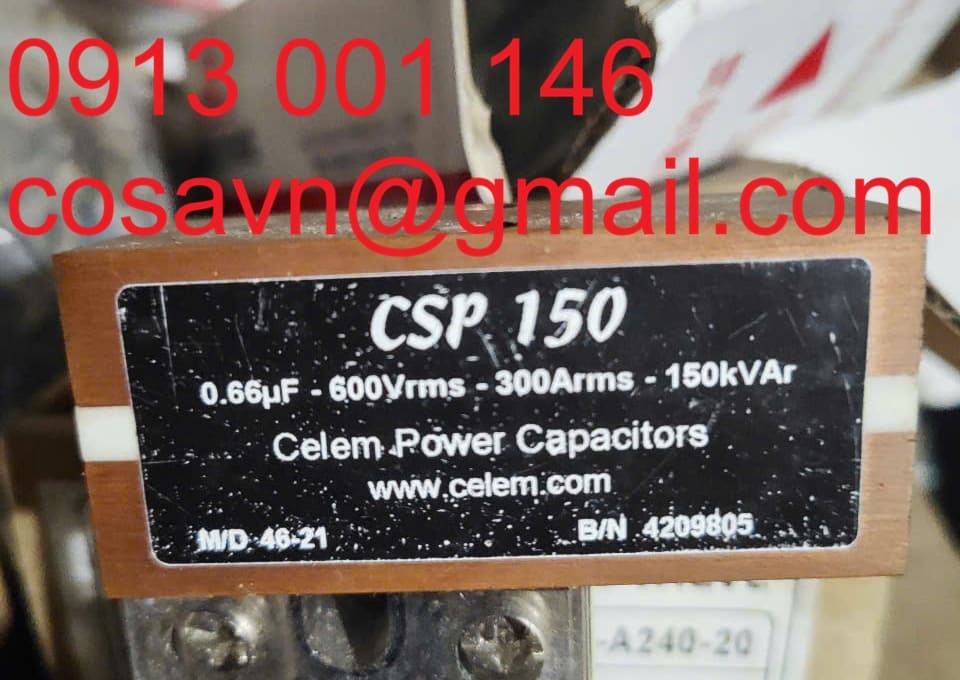 0913 001 146
cosavn@gmail.com
CSP 150
0.66µF - 600Vrms - 300Arms - 150kVAr
Celem Power Capacitors
www.celem.com
M/D 46-21 B/N 4209805
-A240-20